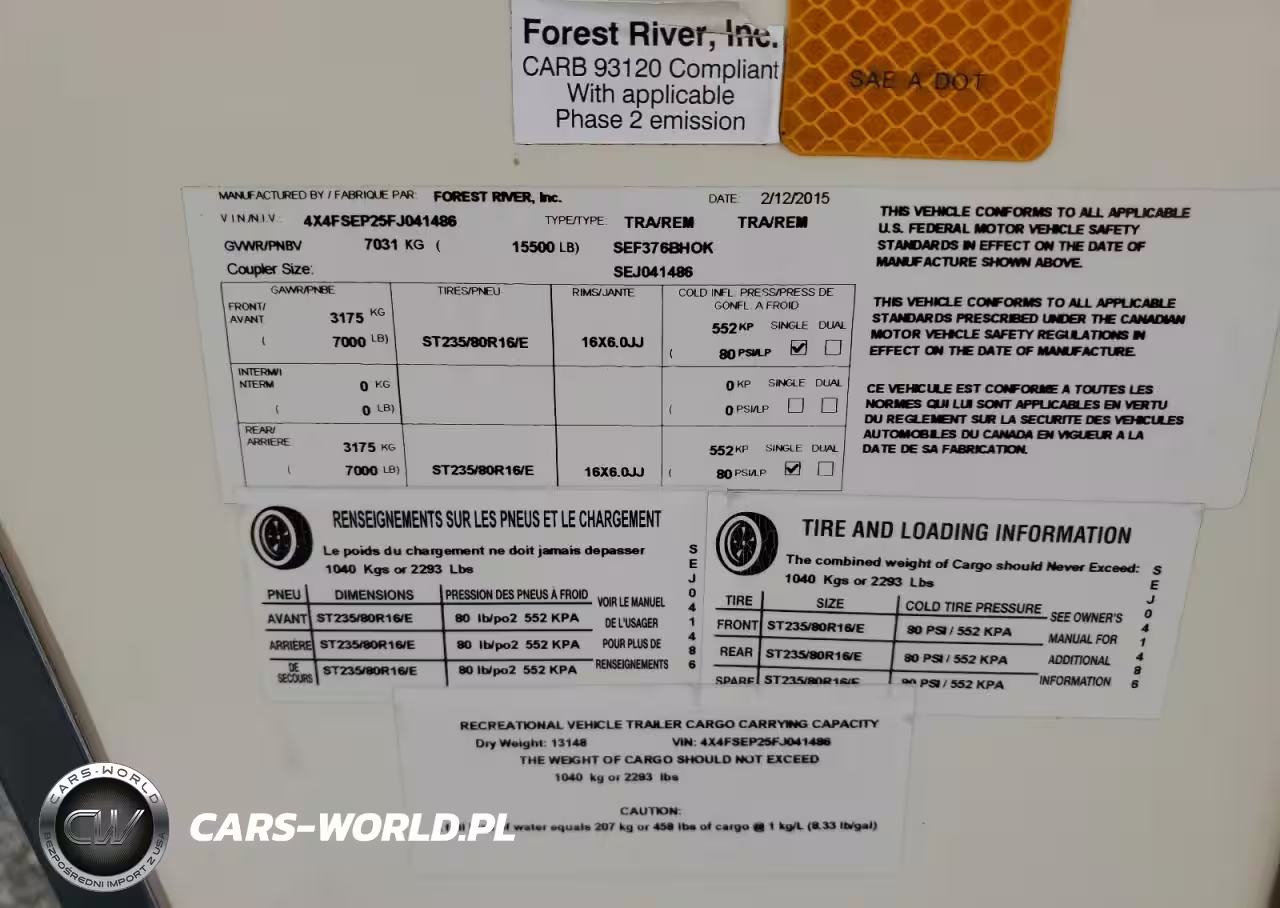 Forest River, Inc.
CARB 93120 Compliant
With applicable
Phase 2 emission
SAE A DOT
MANUFACTURED BY / FABRIQUE PAR: FOREST RIVER, Inc. DATE: 2/12/2015
V I N / N.I.V.: 4X4FSEP25FJ041486 TYPE/TYPE: TRA/REM TRA/REM
GVWR/PNBV 7031 KG ( 15500 LB) SEF376BHOK
Coupler Size: SEJ041486
GAWR/PNBE TIRES/PNEU RIMS/JANTE COLD INFL. PRESS/PRESS DE
GONFL. A FROID
FRONT/
AVANT 3175 KG 552 KP SINGLE DUAL
( 7000 LB) ST235/80R16/E 16X6.0JJ ( 80 PSI/LP
INTERM/I
NTERM 0 KG 0 KP SINGLE DUAL
( 0 LB) ( 0 PSI/LP
REAR/
ARRIERE 3175 KG 552 KP SINGLE DUAL
( 7000 LB) ST235/80R16/E 16X6.0JJ ( 80 PSI/LP
THIS VEHICLE CONFORMS TO ALL APPLICABLE
U.S. FEDERAL MOTOR VEHICLE SAFETY
STANDARDS IN EFFECT ON THE DATE OF
MANUFACTURE SHOWN ABOVE.
THIS VEHICLE CONFORMS TO ALL APPLICABLE
STANDARDS PRESCRIBED UNDER THE CANADIAN
MOTOR VEHICLE SAFETY REGULATIONS IN
EFFECT ON THE DATE OF MANUFACTURE.
CE VEHICULE EST CONFORME A TOUTES LES
NORMES QUI LUI SONT APPLICABLES EN VERTU
DU REGLEMENT SUR LA SECURITE DES VEHICULES
AUTOMOBILES DU CANADA EN VIGUEUR A LA
DATE DE SA FABRICATION.
RENSEIGNEMENTS SUR LES PNEUS ET LE CHARGEMENT
Le poids du chargement ne doit jamais depasser
1040 Kgs or 2293 Lbs
PNEU DIMENSIONS PRESSION DES PNEUS À FROID
AVANT ST235/80R16/E 80 lb/po2 552 KPA
ARRIÈRE ST235/80R16/E 80 lb/po2 552 KPA
DE SECOURS ST235/80R16/E 80 lb/po2 552 KPA
VOIR LE MANUEL
DE L'USAGER
POUR PLUS DE
RENSEIGNEMENTS
SEJ041486
TIRE AND LOADING INFORMATION
The combined weight of Cargo should Never Exceed:
1040 Kgs or 2293 Lbs
TIRE SIZE COLD TIRE PRESSURE
FRONT ST235/80R16/E 80 PSI / 552 KPA
REAR ST235/80R16/E 80 PSI / 552 KPA
SPARE ST235/80R16/E 80 PSI / 552 KPA
SEE OWNER'S
MANUAL FOR
ADDITIONAL
INFORMATION
SEJ041486
RECREATIONAL VEHICLE TRAILER CARGO CARRYING CAPACITY
Dry Weight: 13148 VIN: 4X4FSEP25FJ041486
THE WEIGHT OF CARGO SHOULD NOT EXCEED
1040 kg or 2293 lbs
CAUTION:
water equals 207 kg or 458 lbs of cargo @ 1 kg/L (8.33 lb/gal)
CARS-WORLD
CW
BEZPOŚREDNI IMPORT Z USA
CARS-WORLD.PL